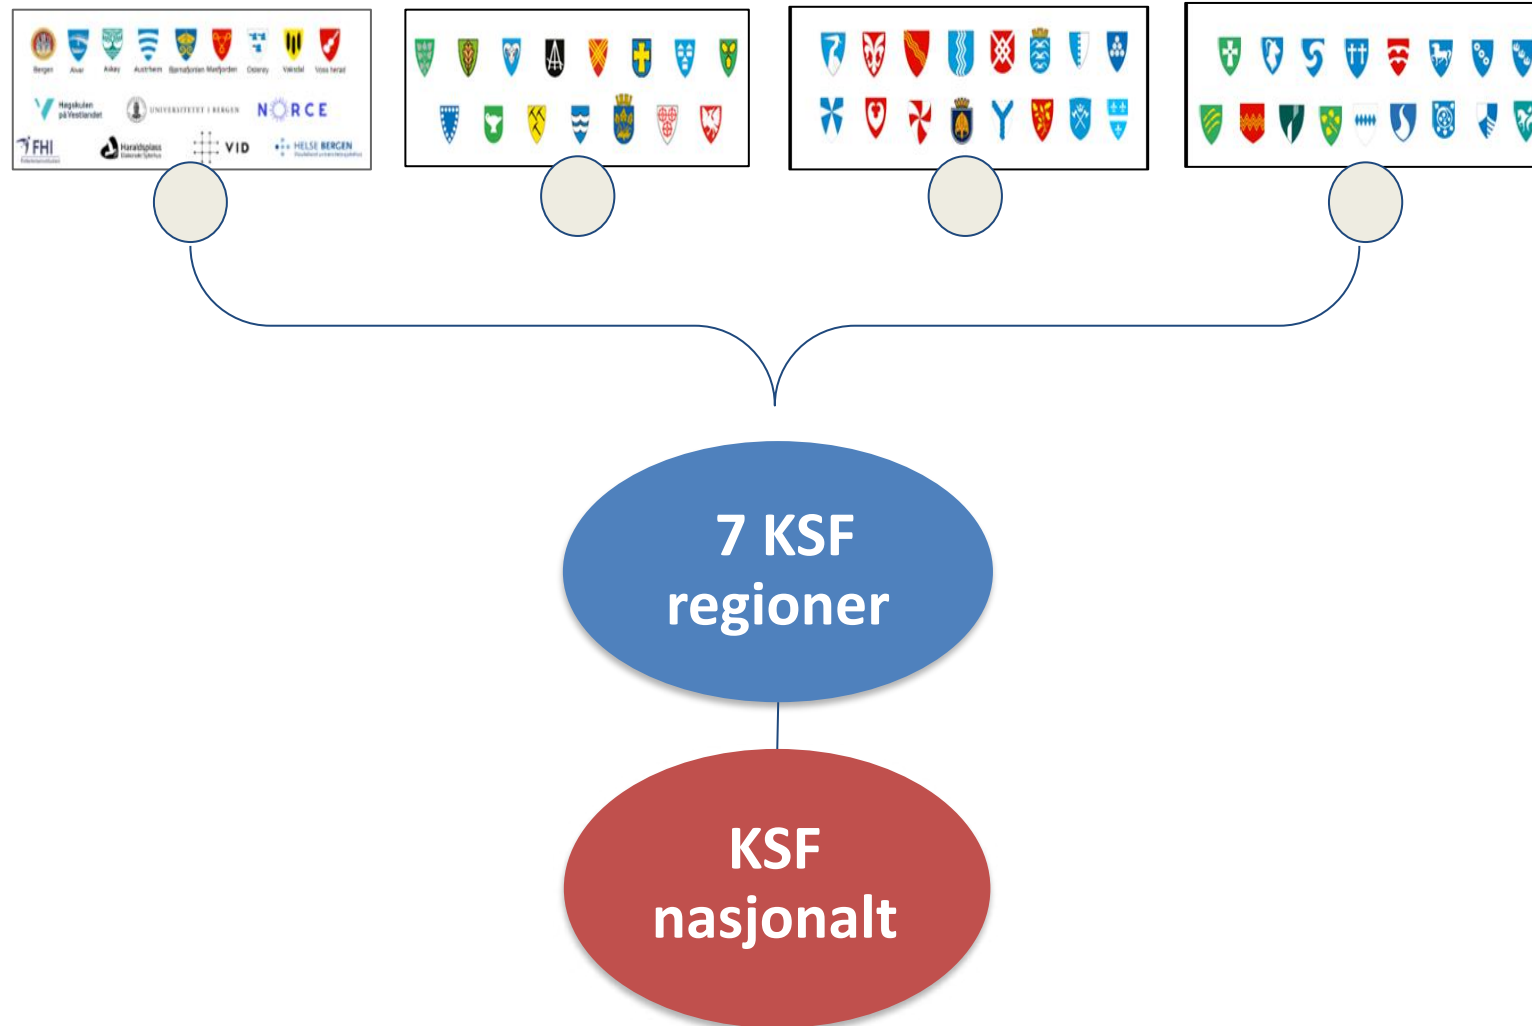 Bergen Alver Askøy Austrheim Bjørnafjorden Masfjorden Osterøy Vaksdal Voss herad
Høgskulen
på Vestlandet
UNIVERSITETET I BERGEN
NORCE
FHI
Haraldsplass
VID
HELSE BERGEN
7 KSF
regioner
KSF
nasjonalt